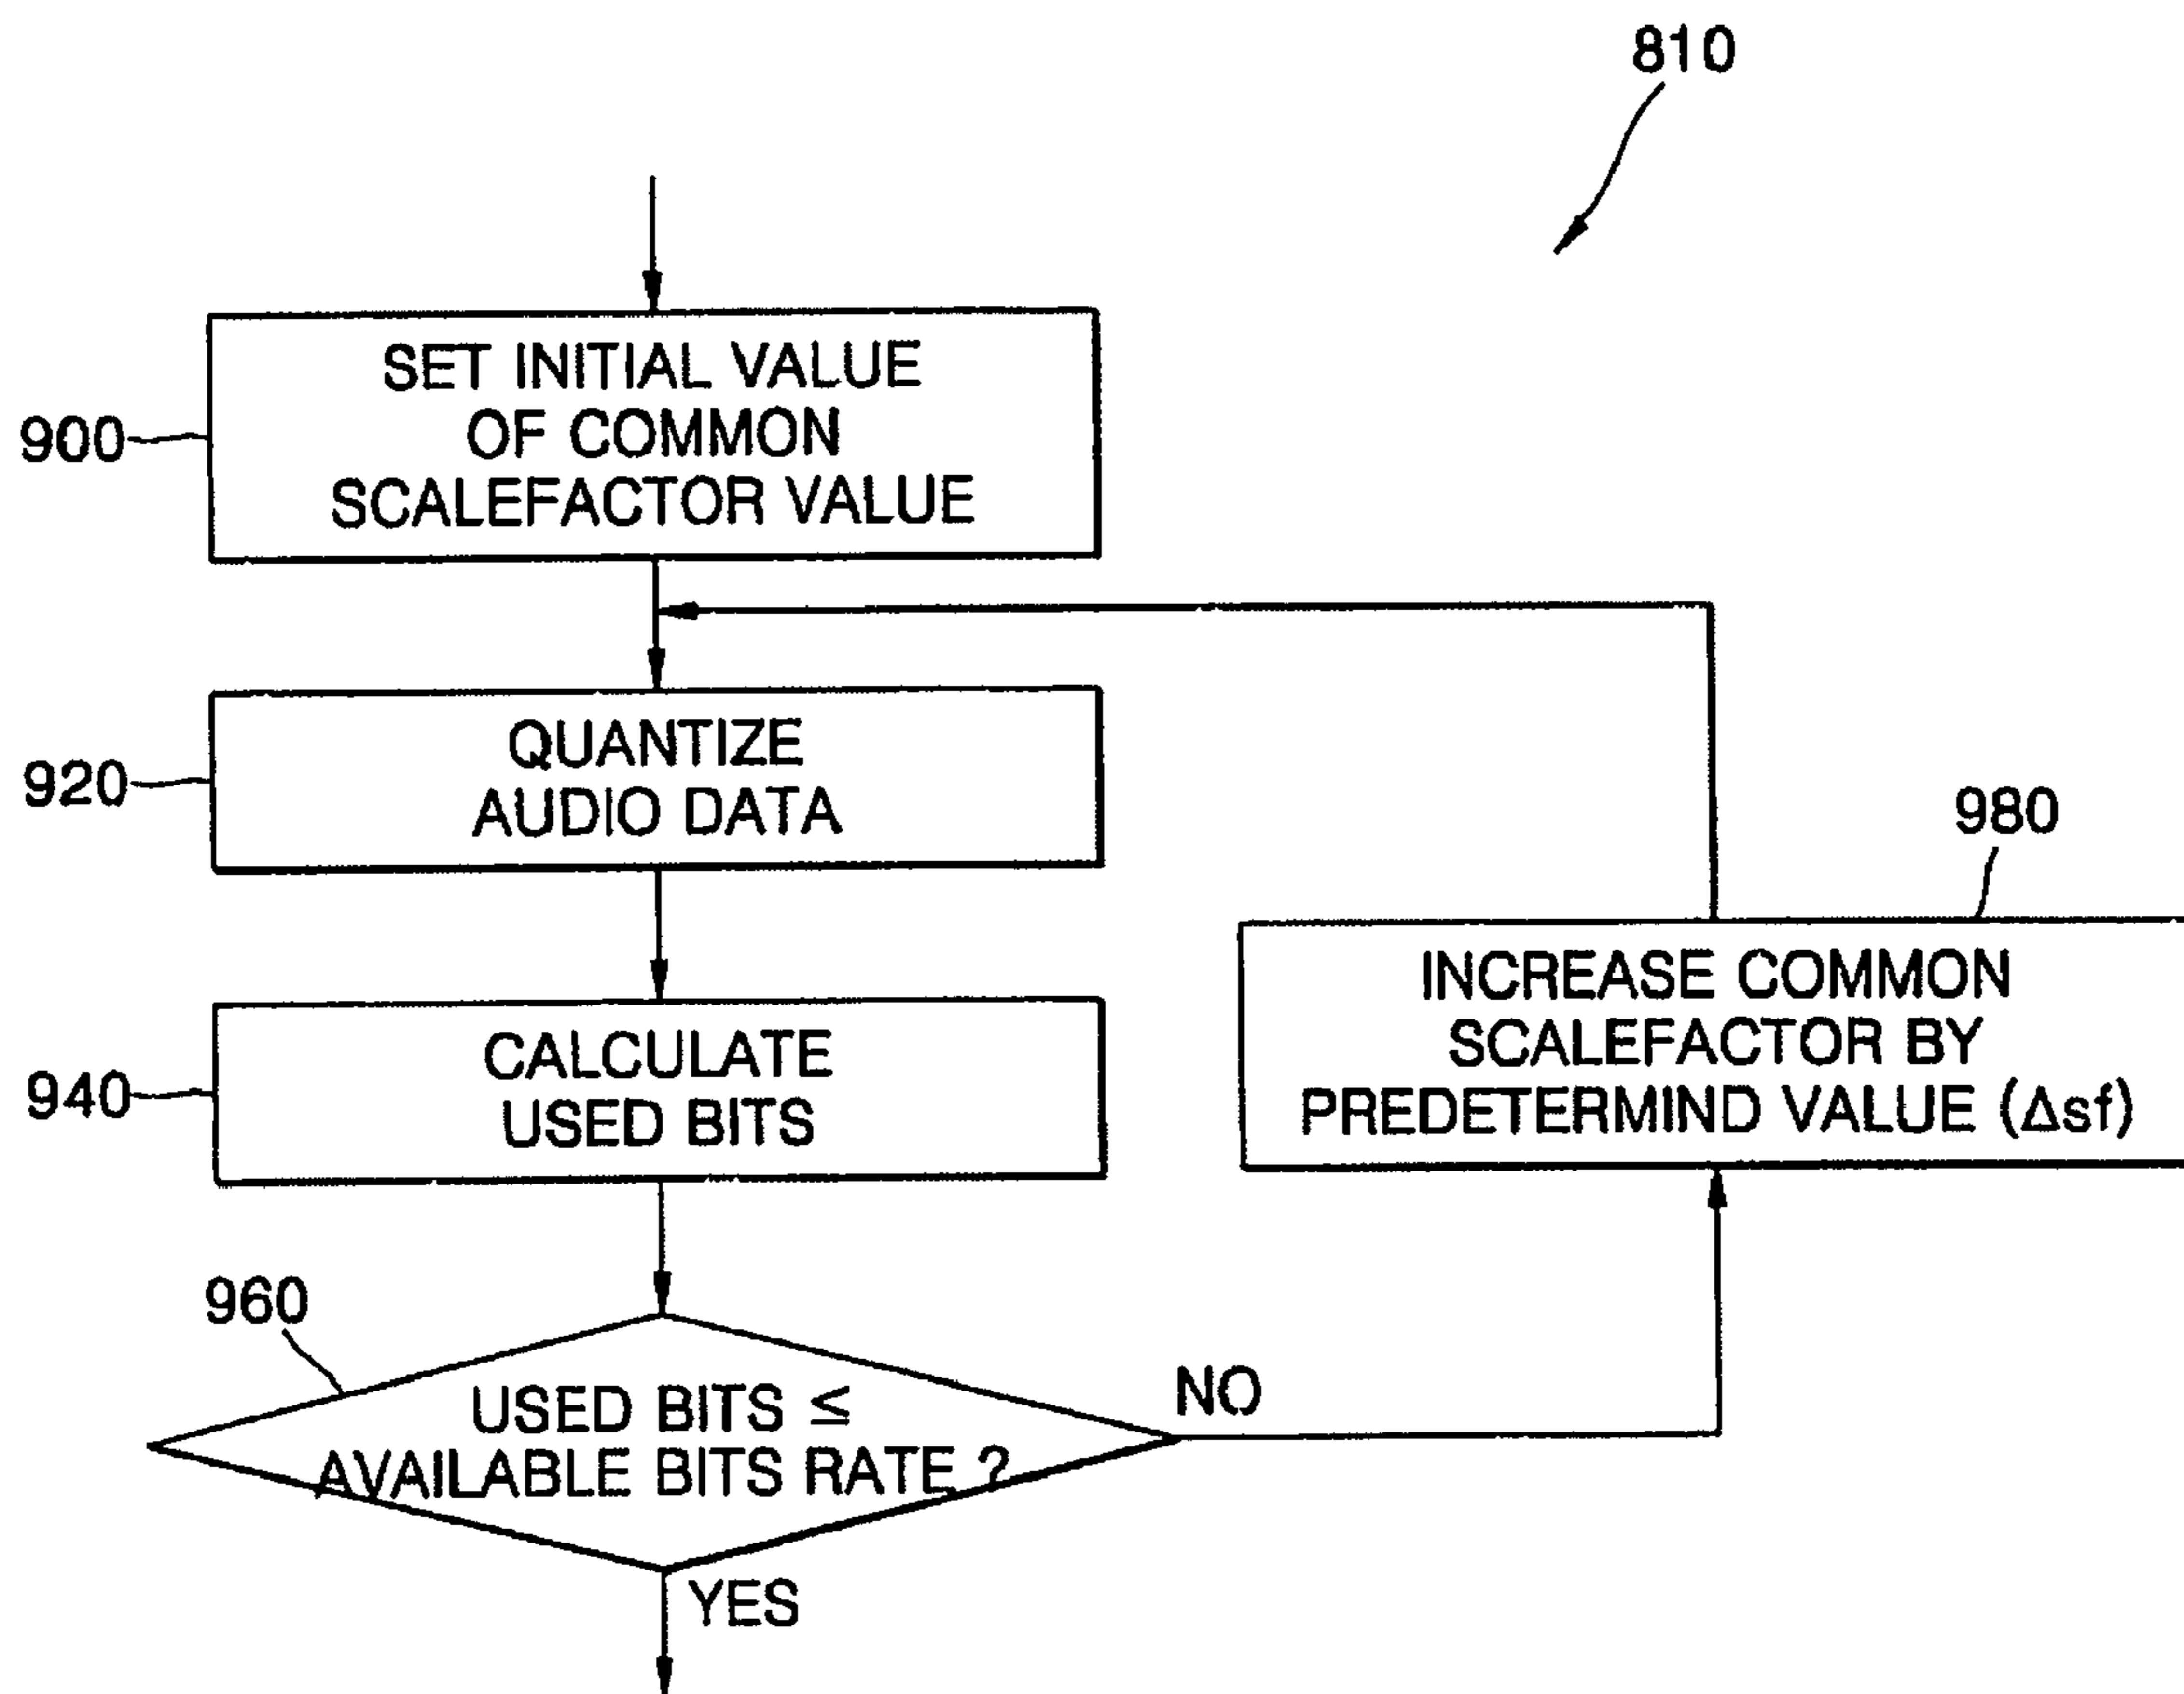 810
SET INITIAL VALUE
OF COMMON
SCALEFACTOR VALUE
900
QUANTIZE
AUDIO DATA
920
CALCULATE
USED BITS
940
980
INCREASE COMMON
SCALEFACTOR BY
PREDETERMIND VALUE (Δsf)
960
USED BITS ≤
AVAILABLE BITS RATE ?
NO
YES